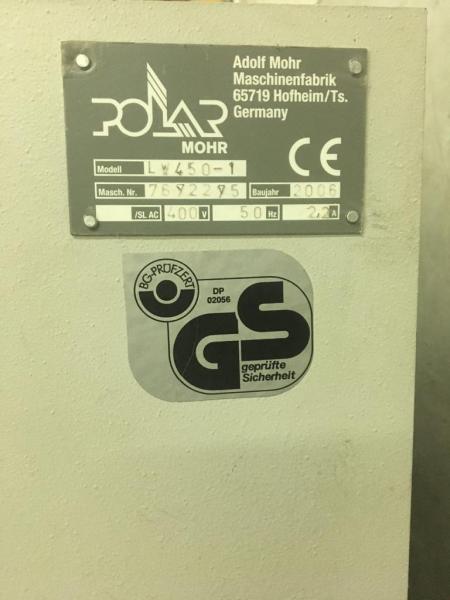 POLAR
MOHR
Adolf Mohr
Maschinenfabrik
65719 Hofheim/Ts.
Germany
CE
Modell LW450-1
Masch. Nr. 7692295 Baujahr 2006
/SL AC 400 V 50 Hz 2,2 A
BG-PRÜFZERT
DP
02056
GS
geprüfte
Sicherheit